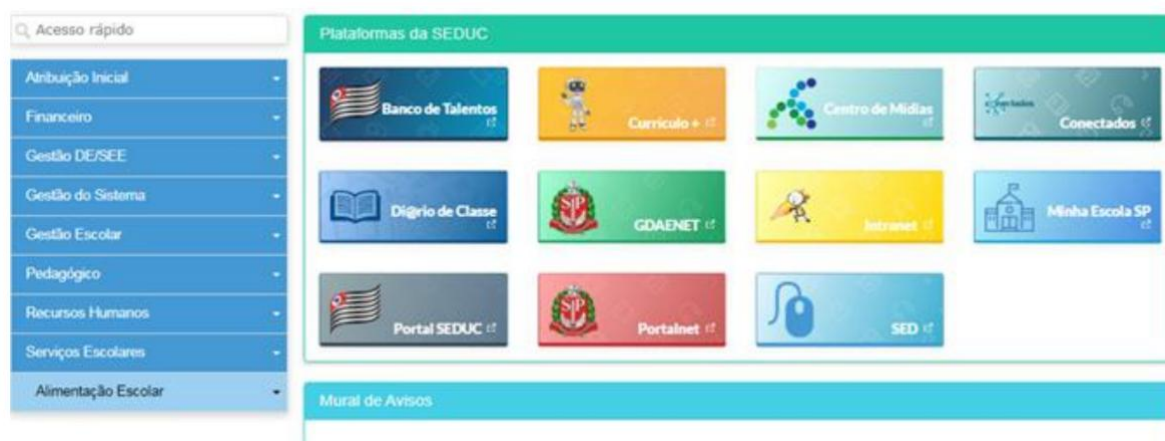 Acesso rápido
Atribuição Inicial
Financeiro
Gestão DE/SEE
Gestão do Sistema
Gestão Escolar
Pedagógico
Recursos Humanos
Serviços Escolares
Alimentação Escolar
Plataformas da SEDUC
Banco de Talentos
Currículo +
Centro de Mídias
Conectados
Di@rio de Classe
SP
GDAENET
Intranet
Minha Escola SP
Portal SEDUC
SP
Portalnet
SED
Mural de Avisos